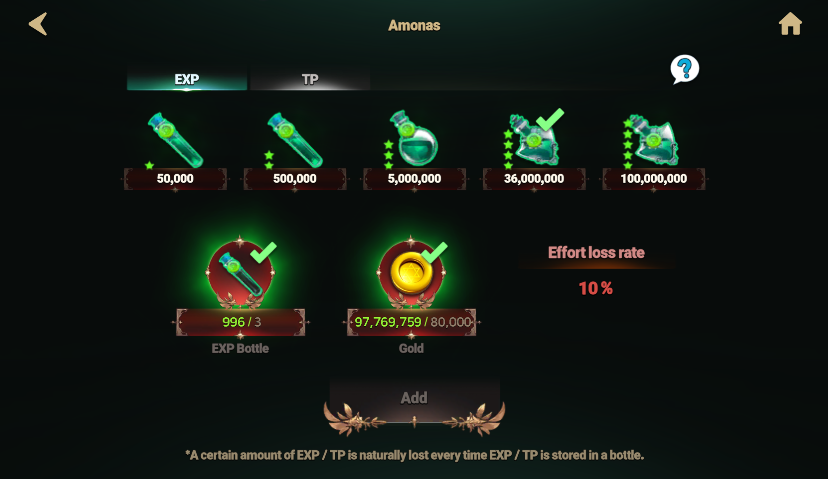 Amonas
EXP TP
?
50,000 500,000 5,000,000 36,000,000 100,000,000
Effort loss rate
10 %
996 / 3 97,769,759 / 80,000
EXP Bottle Gold
Add
*A certain amount of EXP / TP is naturally lost every time EXP / TP is stored in a bottle.